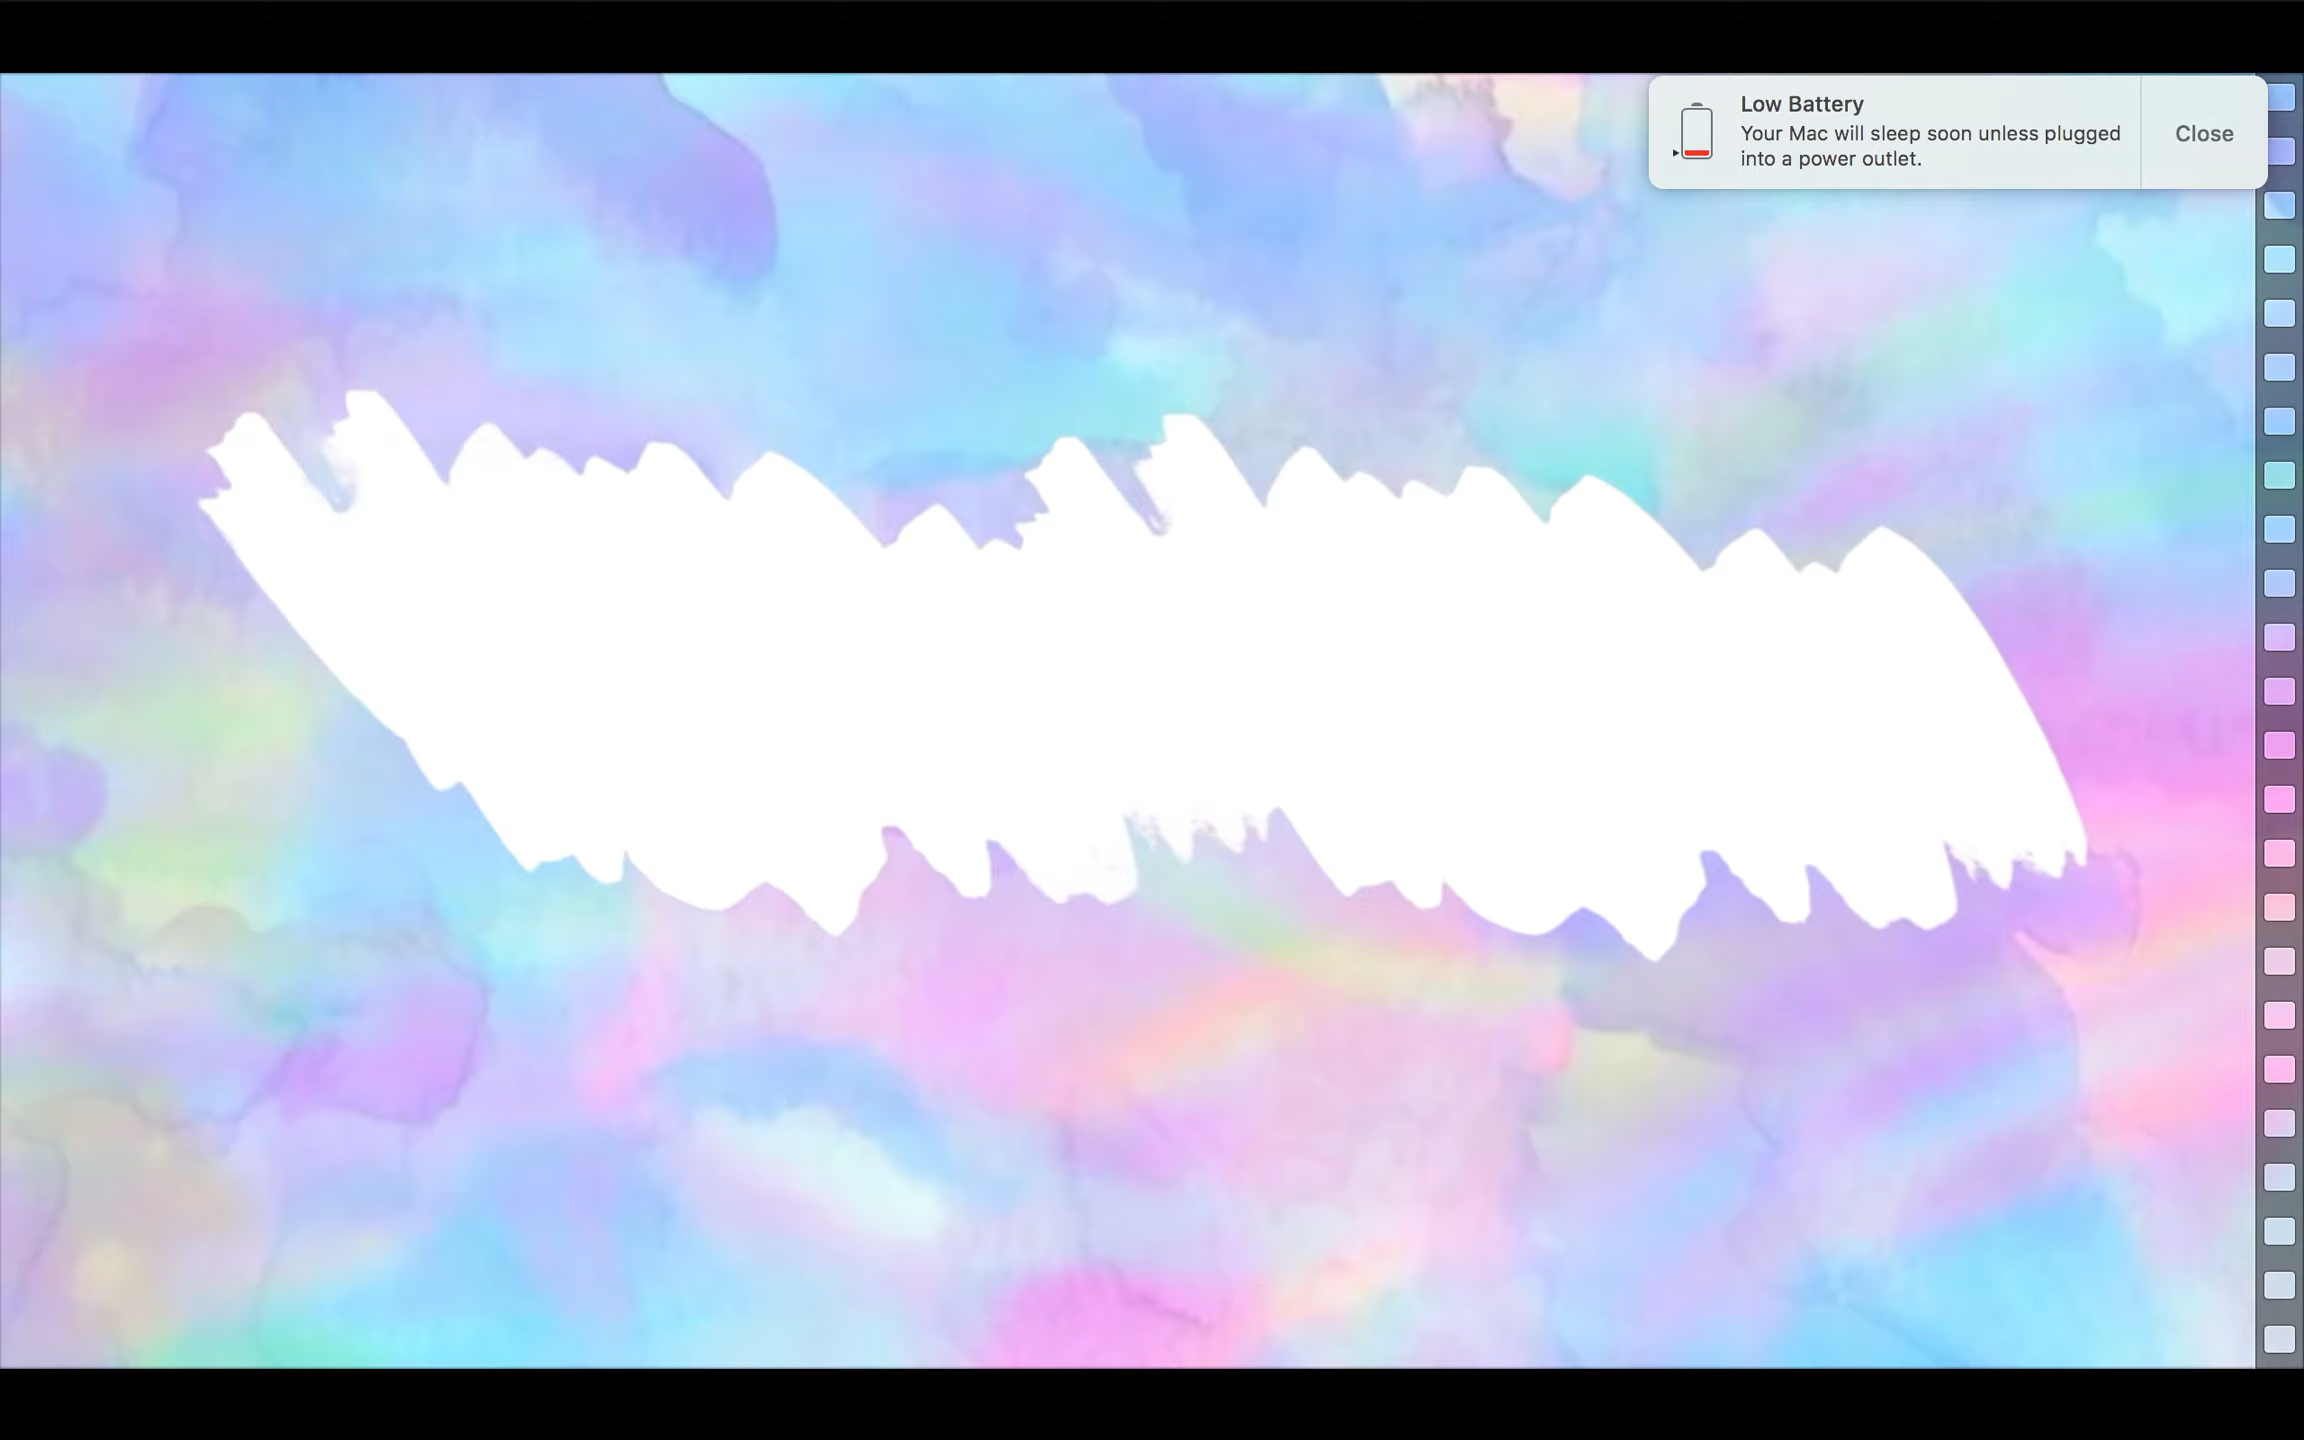 Low Battery
Your Mac will sleep soon unless plugged
into a power outlet.
Close